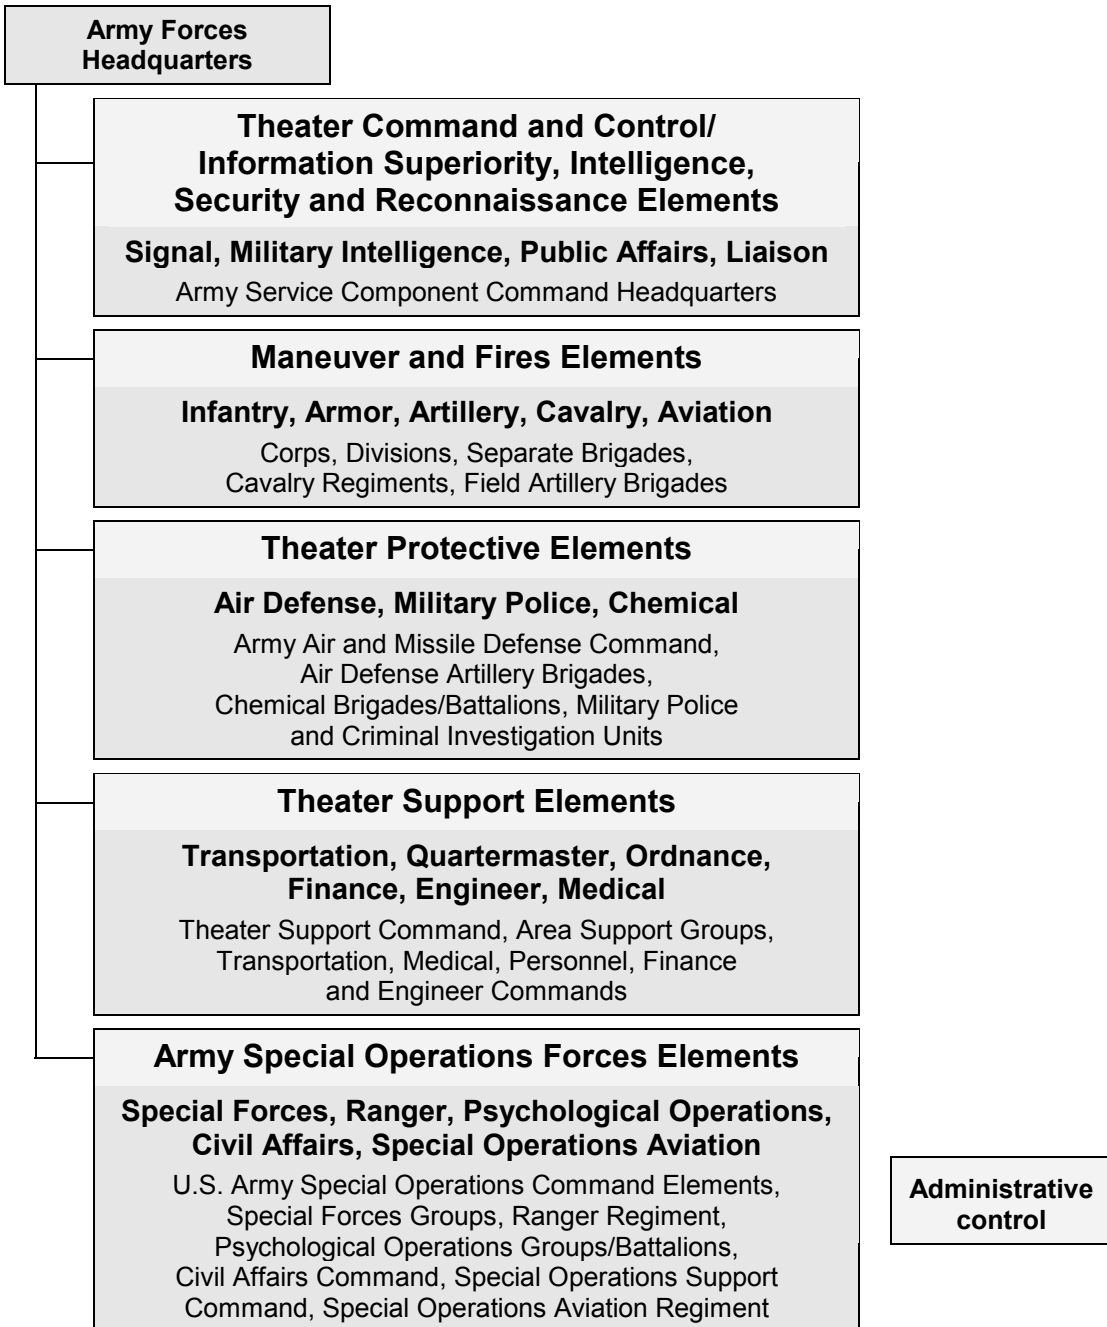 Army Forces
Headquarters
Theater Command and Control/
Information Superiority, Intelligence,
Security and Reconnaissance Elements
Signal, Military Intelligence, Public Affairs, Liaison
Army Service Component Command Headquarters
Maneuver and Fires Elements
Infantry, Armor, Artillery, Cavalry, Aviation
Corps, Divisions, Separate Brigades,
Cavalry Regiments, Field Artillery Brigades
Theater Protective Elements
Air Defense, Military Police, Chemical
Army Air and Missile Defense Command,
Air Defense Artillery Brigades,
Chemical Brigades/Battalions, Military Police
and Criminal Investigation Units
Theater Support Elements
Transportation, Quartermaster, Ordnance,
Finance, Engineer, Medical
Theater Support Command, Area Support Groups,
Transportation, Medical, Personnel, Finance
and Engineer Commands
Army Special Operations Forces Elements
Special Forces, Ranger, Psychological Operations,
Civil Affairs, Special Operations Aviation
U.S. Army Special Operations Command Elements,
Special Forces Groups, Ranger Regiment,
Psychological Operations Groups/Battalions,
Civil Affairs Command, Special Operations Support
Command, Special Operations Aviation Regiment
Administrative
control